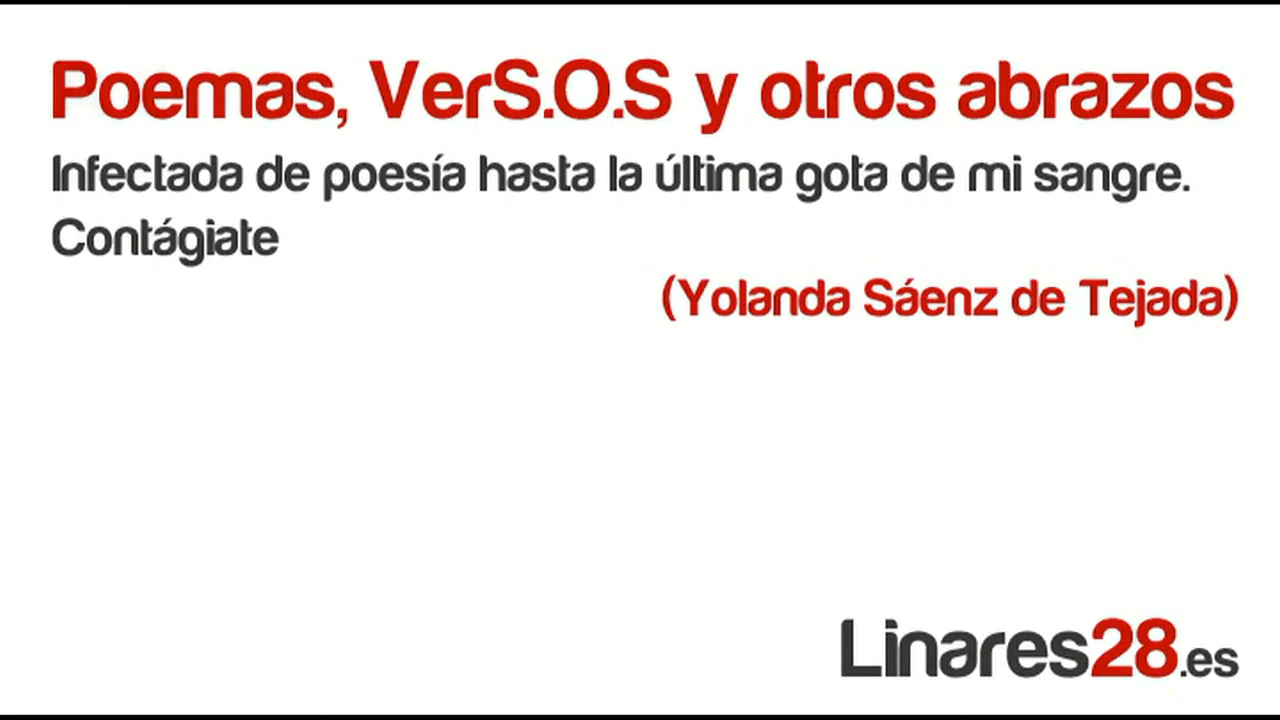 Poemas, VerS.O.S y otros abrazos
Infectada de poesía hasta la última gota de mi sangre.
Contágiate
(Yolanda Sáenz de Tejada)
Linares28.es